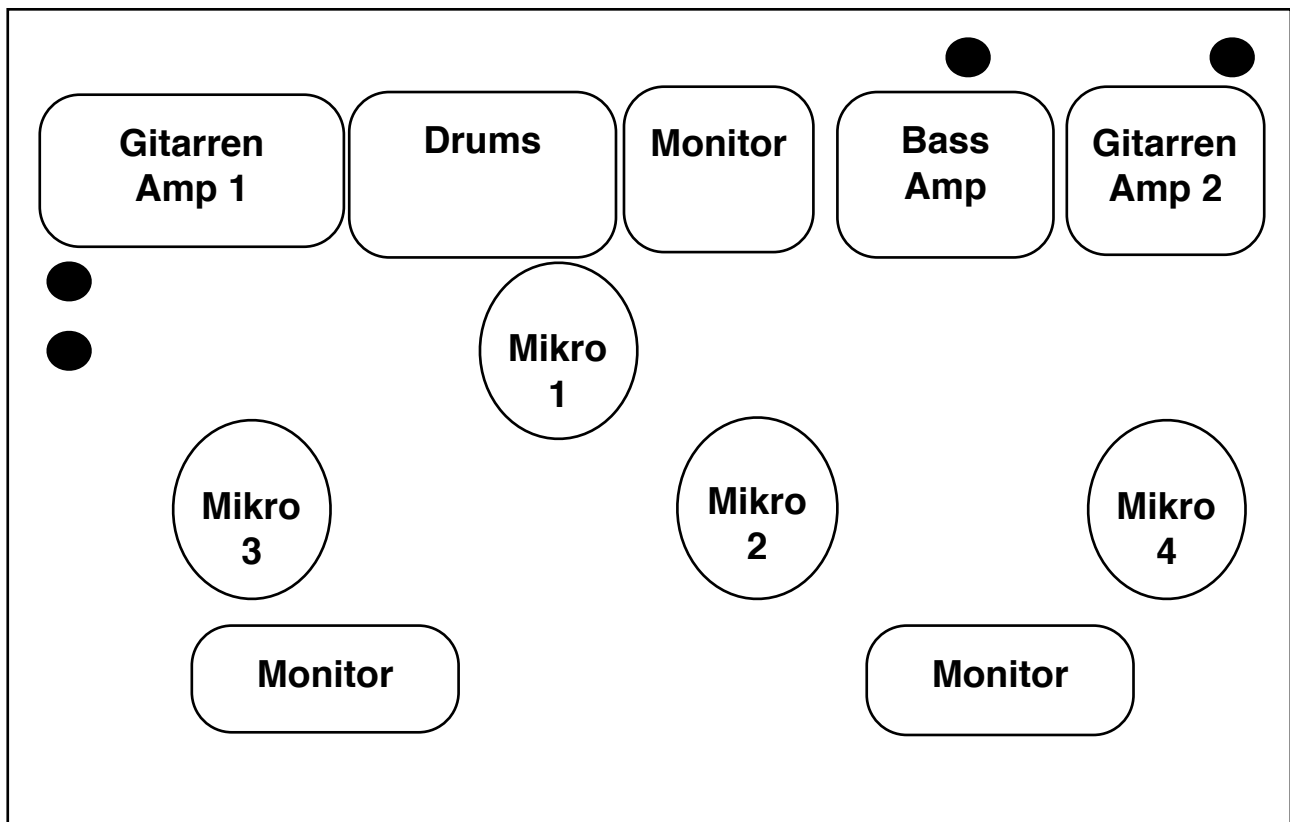 Gitarren
Amp 1
Drums
Monitor
Bass
Amp
Gitarren
Amp 2
Mikro
1
Mikro
3
Mikro
2
Mikro
4
Monitor
Monitor